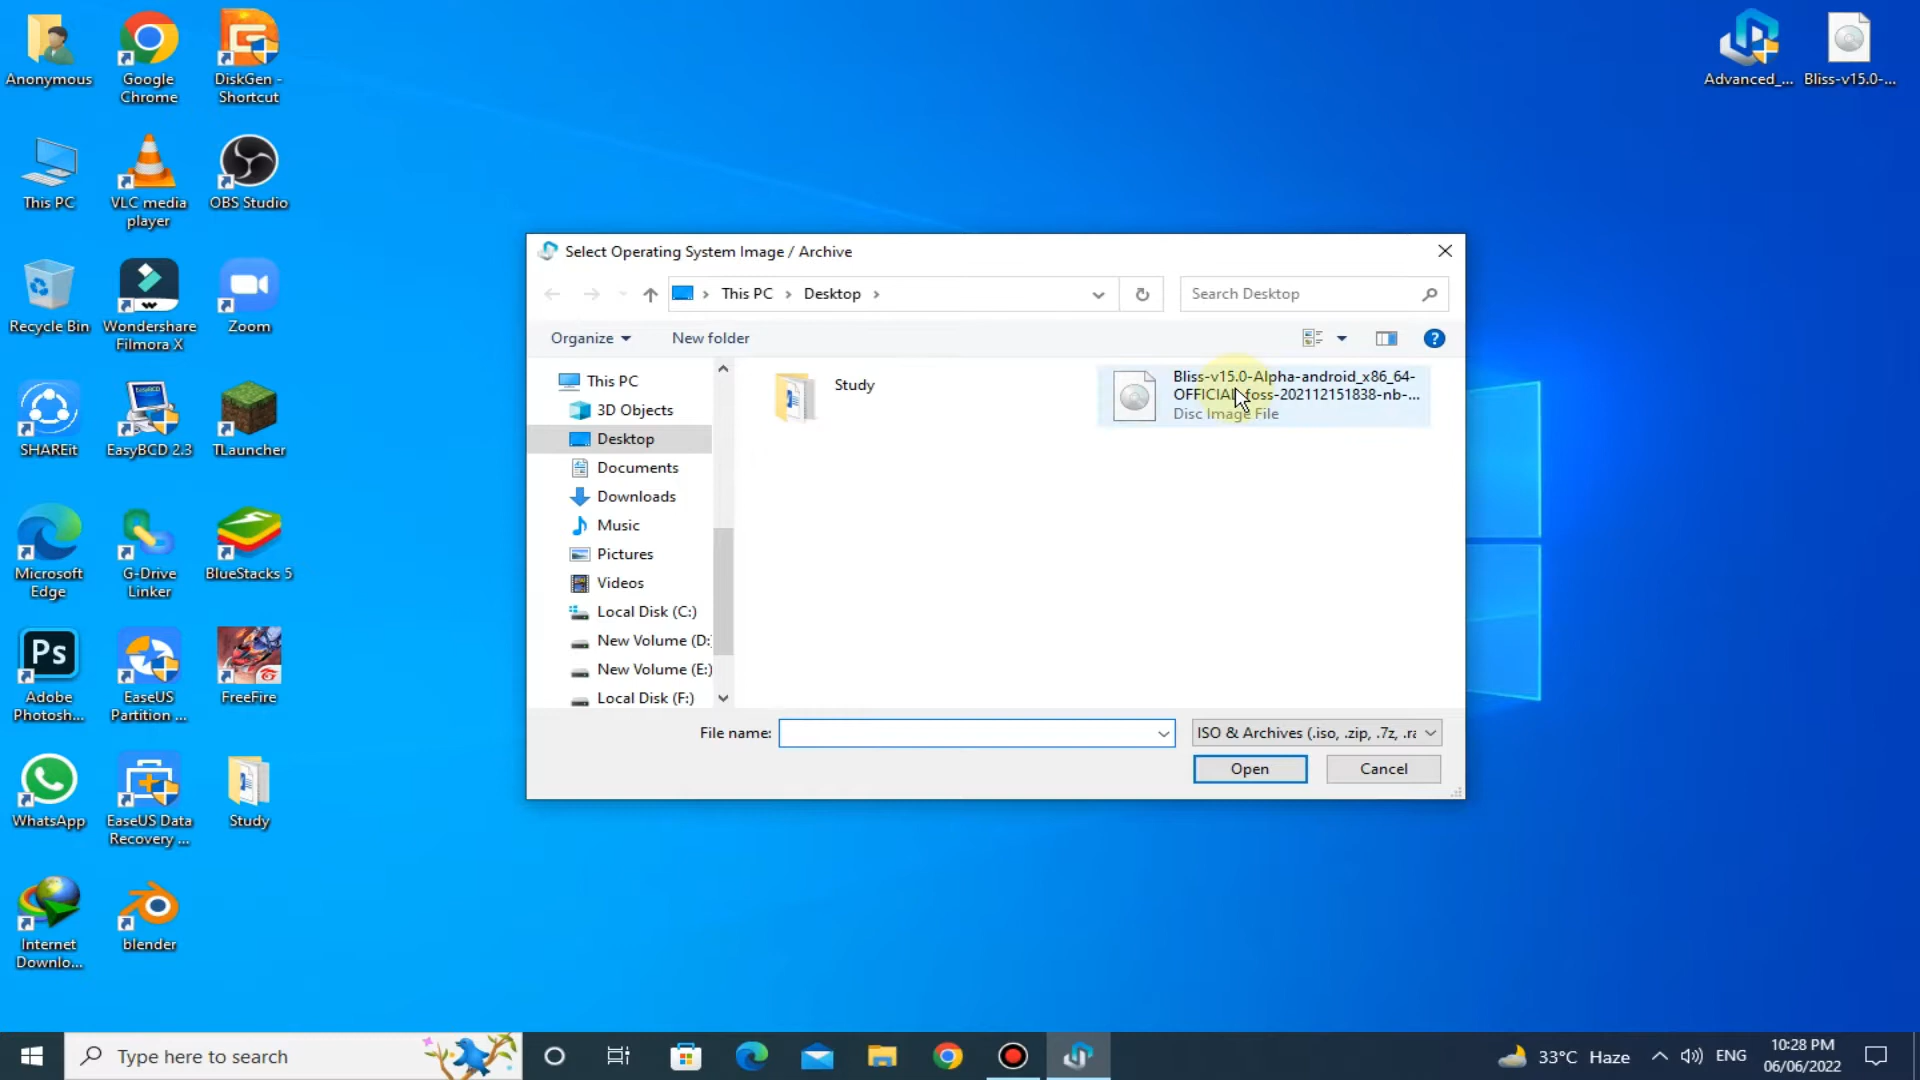 Anonymous
Google
Chrome
DiskGen -
Shortcut
Advanced_...
Bliss-v15.0-...
This PC
VLC media
player
OBS Studio
Recycle Bin
Wondershare
Filmora X
Zoom
SHAREit
EasyBCD 2.3
TLauncher
Microsoft
Edge
G-Drive
Linker
BlueStacks 5
Ps
Adobe
Photosh...
EaseUS
Partition ...
FreeFire
WhatsApp
EaseUS Data
Recovery ...
Study
Internet
Downlo...
blender
Select Operating System Image / Archive
This PC
Desktop
Search Desktop
Organize
New folder
This PC
3D Objects
Desktop
Documents
Downloads
Music
Pictures
Videos
Local Disk (C:)
New Volume (D:
New Volume (E:)
Local Disk (F:)
Study
Bliss-v15.0-Alpha-android_x86_64-
OFFICIAL_foss-202112151838-nb-...
Disc Image File
File name:
ISO & Archives (.iso, .zip, .7z, .ra
Open
Cancel
Type here to search
33°C Haze
ENG
10:28 PM
06/06/2022